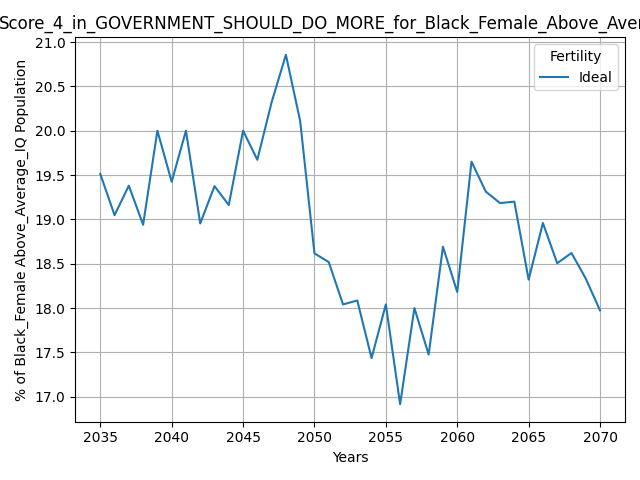 Score_4_in_GOVERNMENT_SHOULD_DO_MORE_for_Black_Female_Above_Aver
21.0
20.5
20.0
19.5
19.0
18.5
18.0
17.5
17.0
% of Black_Female Above_Average_IQ Population
Fertility
Ideal
2035 2040 2045 2050 2055 2060 2065 2070
Years